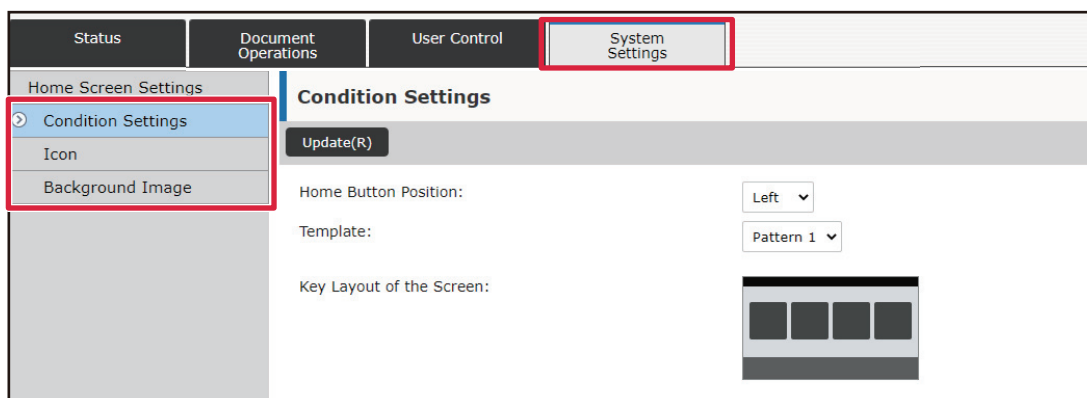 Status
Document
Operations
User Control
System
Settings
Home Screen Settings
Condition Settings
Icon
Background Image
Condition Settings
Update(R)
Home Button Position:
Left
Template:
Pattern 1
Key Layout of the Screen: